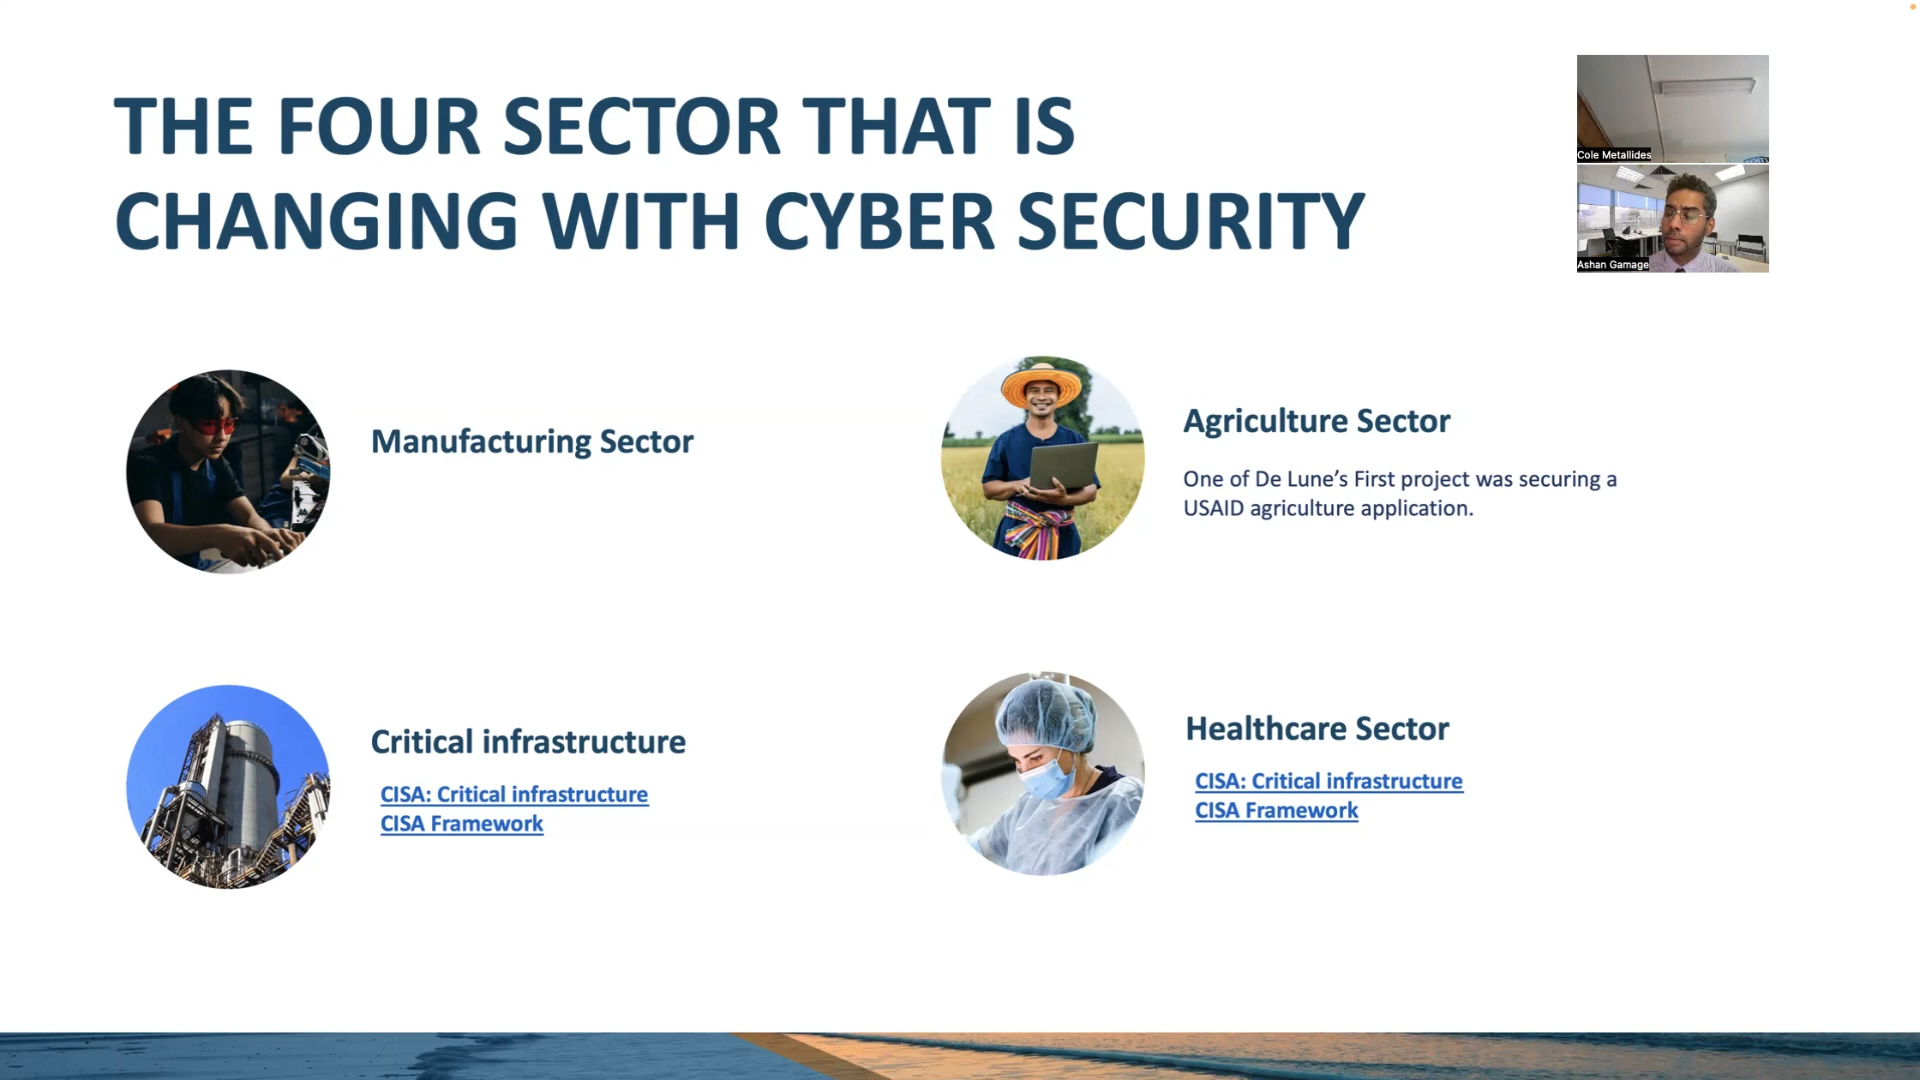 THE FOUR SECTOR THAT IS
CHANGING WITH CYBER SECURITY
Cole Metallides
Ashan Gamage
Manufacturing Sector
Agriculture Sector
One of De Lune’s First project was securing a
USAID agriculture application.
Critical infrastructure
CISA: Critical infrastructure
CISA Framework
Healthcare Sector
CISA: Critical infrastructure
CISA Framework